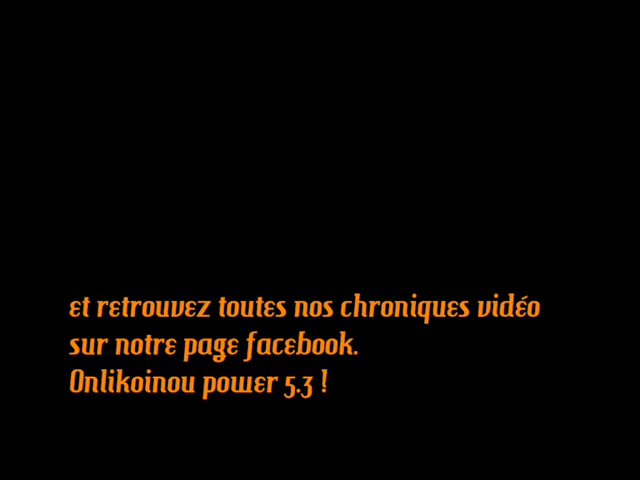 et retrouvez toutes nos chroniques vidéo
sur notre page facebook.
Onlikoinou power 5.3 !